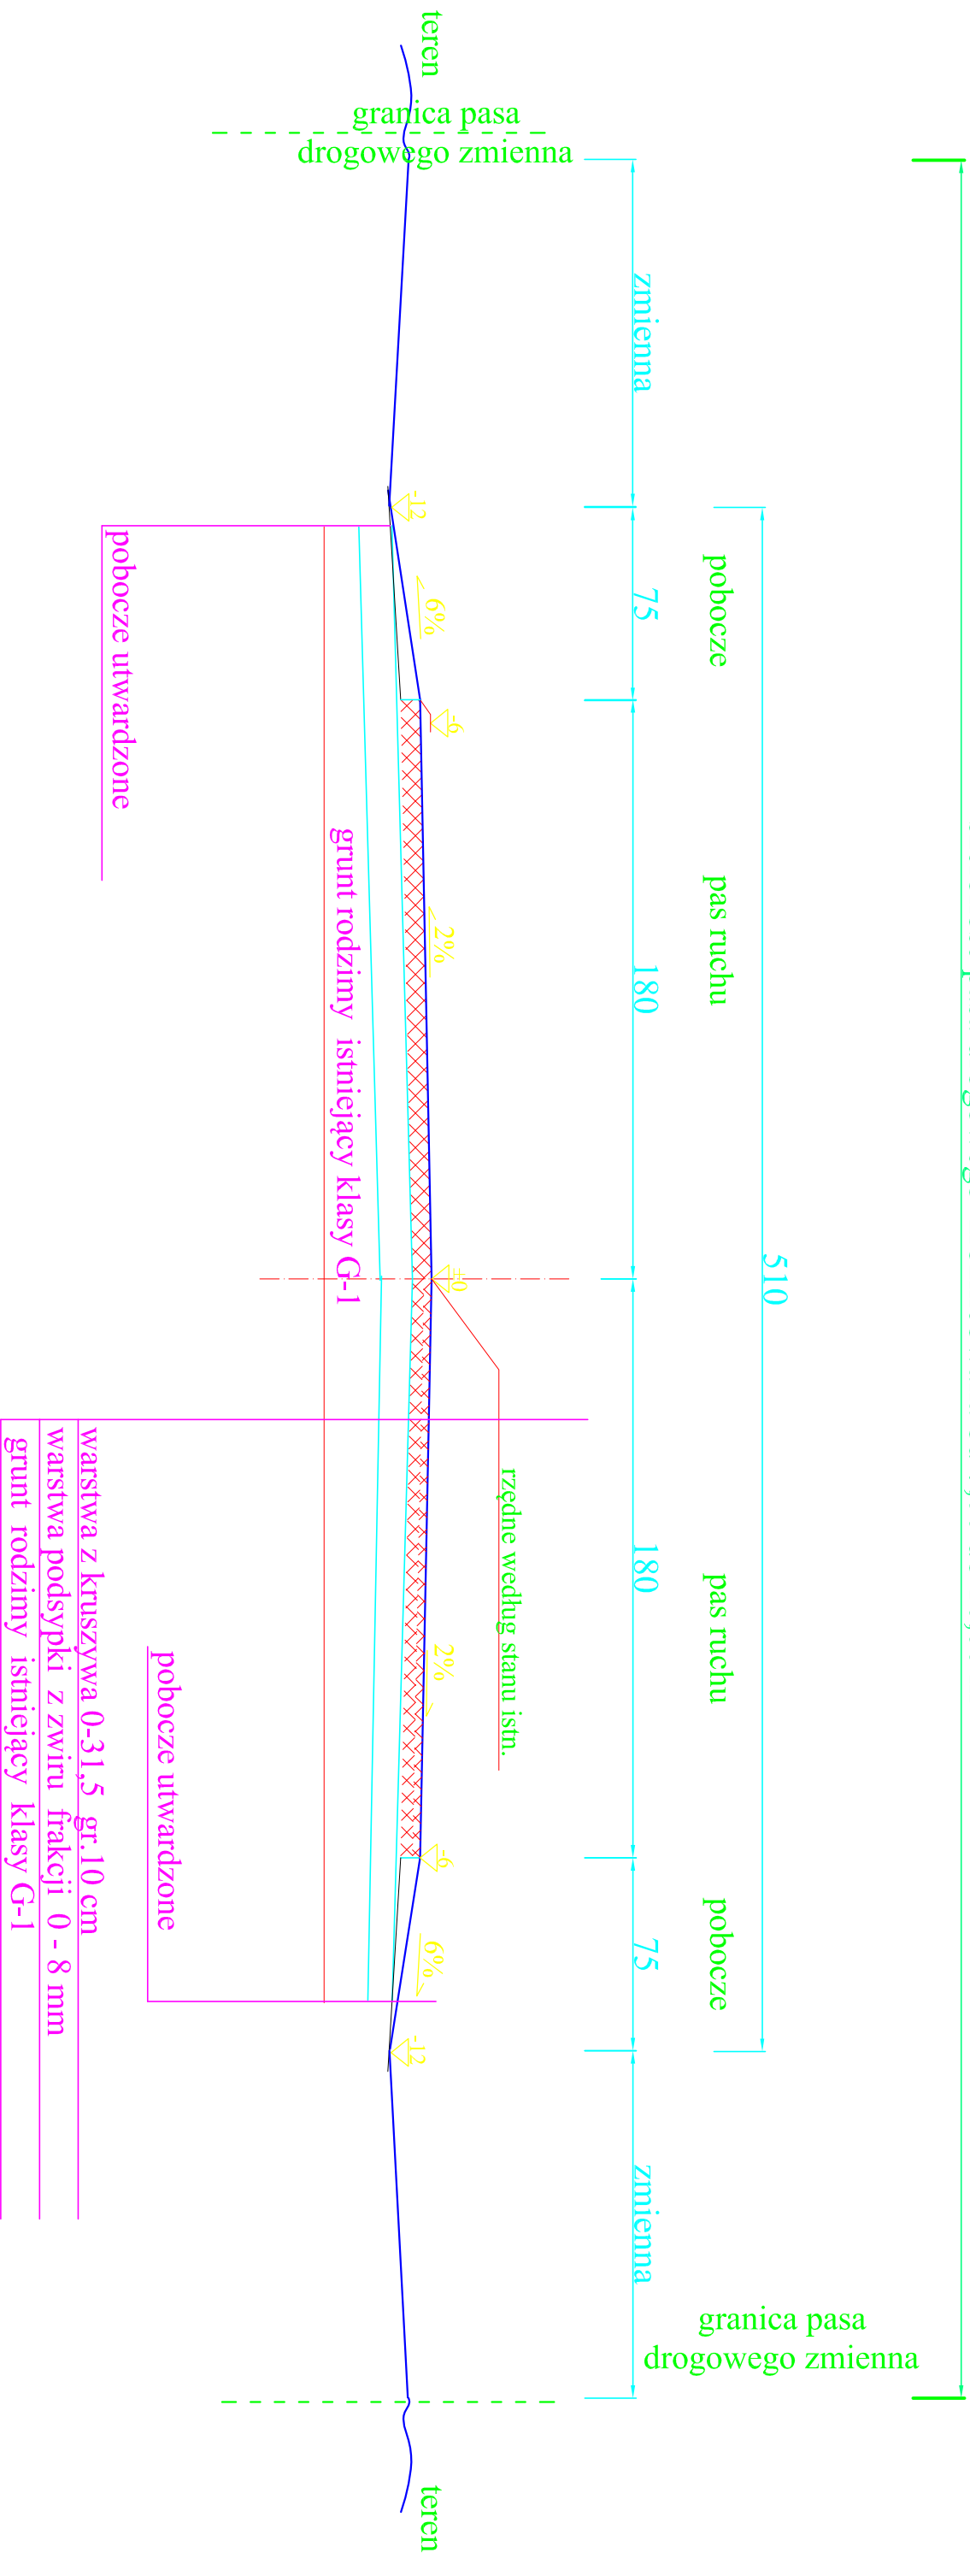 teren
granica pasa
drogowego zmienna
zmienna
75
180
180
75
zmienna
510
pobocze
pas ruchu
pas ruchu
pobocze
granica pasa
drogowego zmienna
teren
-12
6%
-6
2%
±0
2%
-6
6%
-12
rzędne według stanu istn.
pobocze utwardzone
grunt rodzimy istniejący klasy G-1
pobocze utwardzone
warstwa z kruszywa 0-31,5 gr.10 cm
warstwa podsypki z zwiru frakcji 0 - 8 mm
grunt rodzimy istniejący klasy G-1